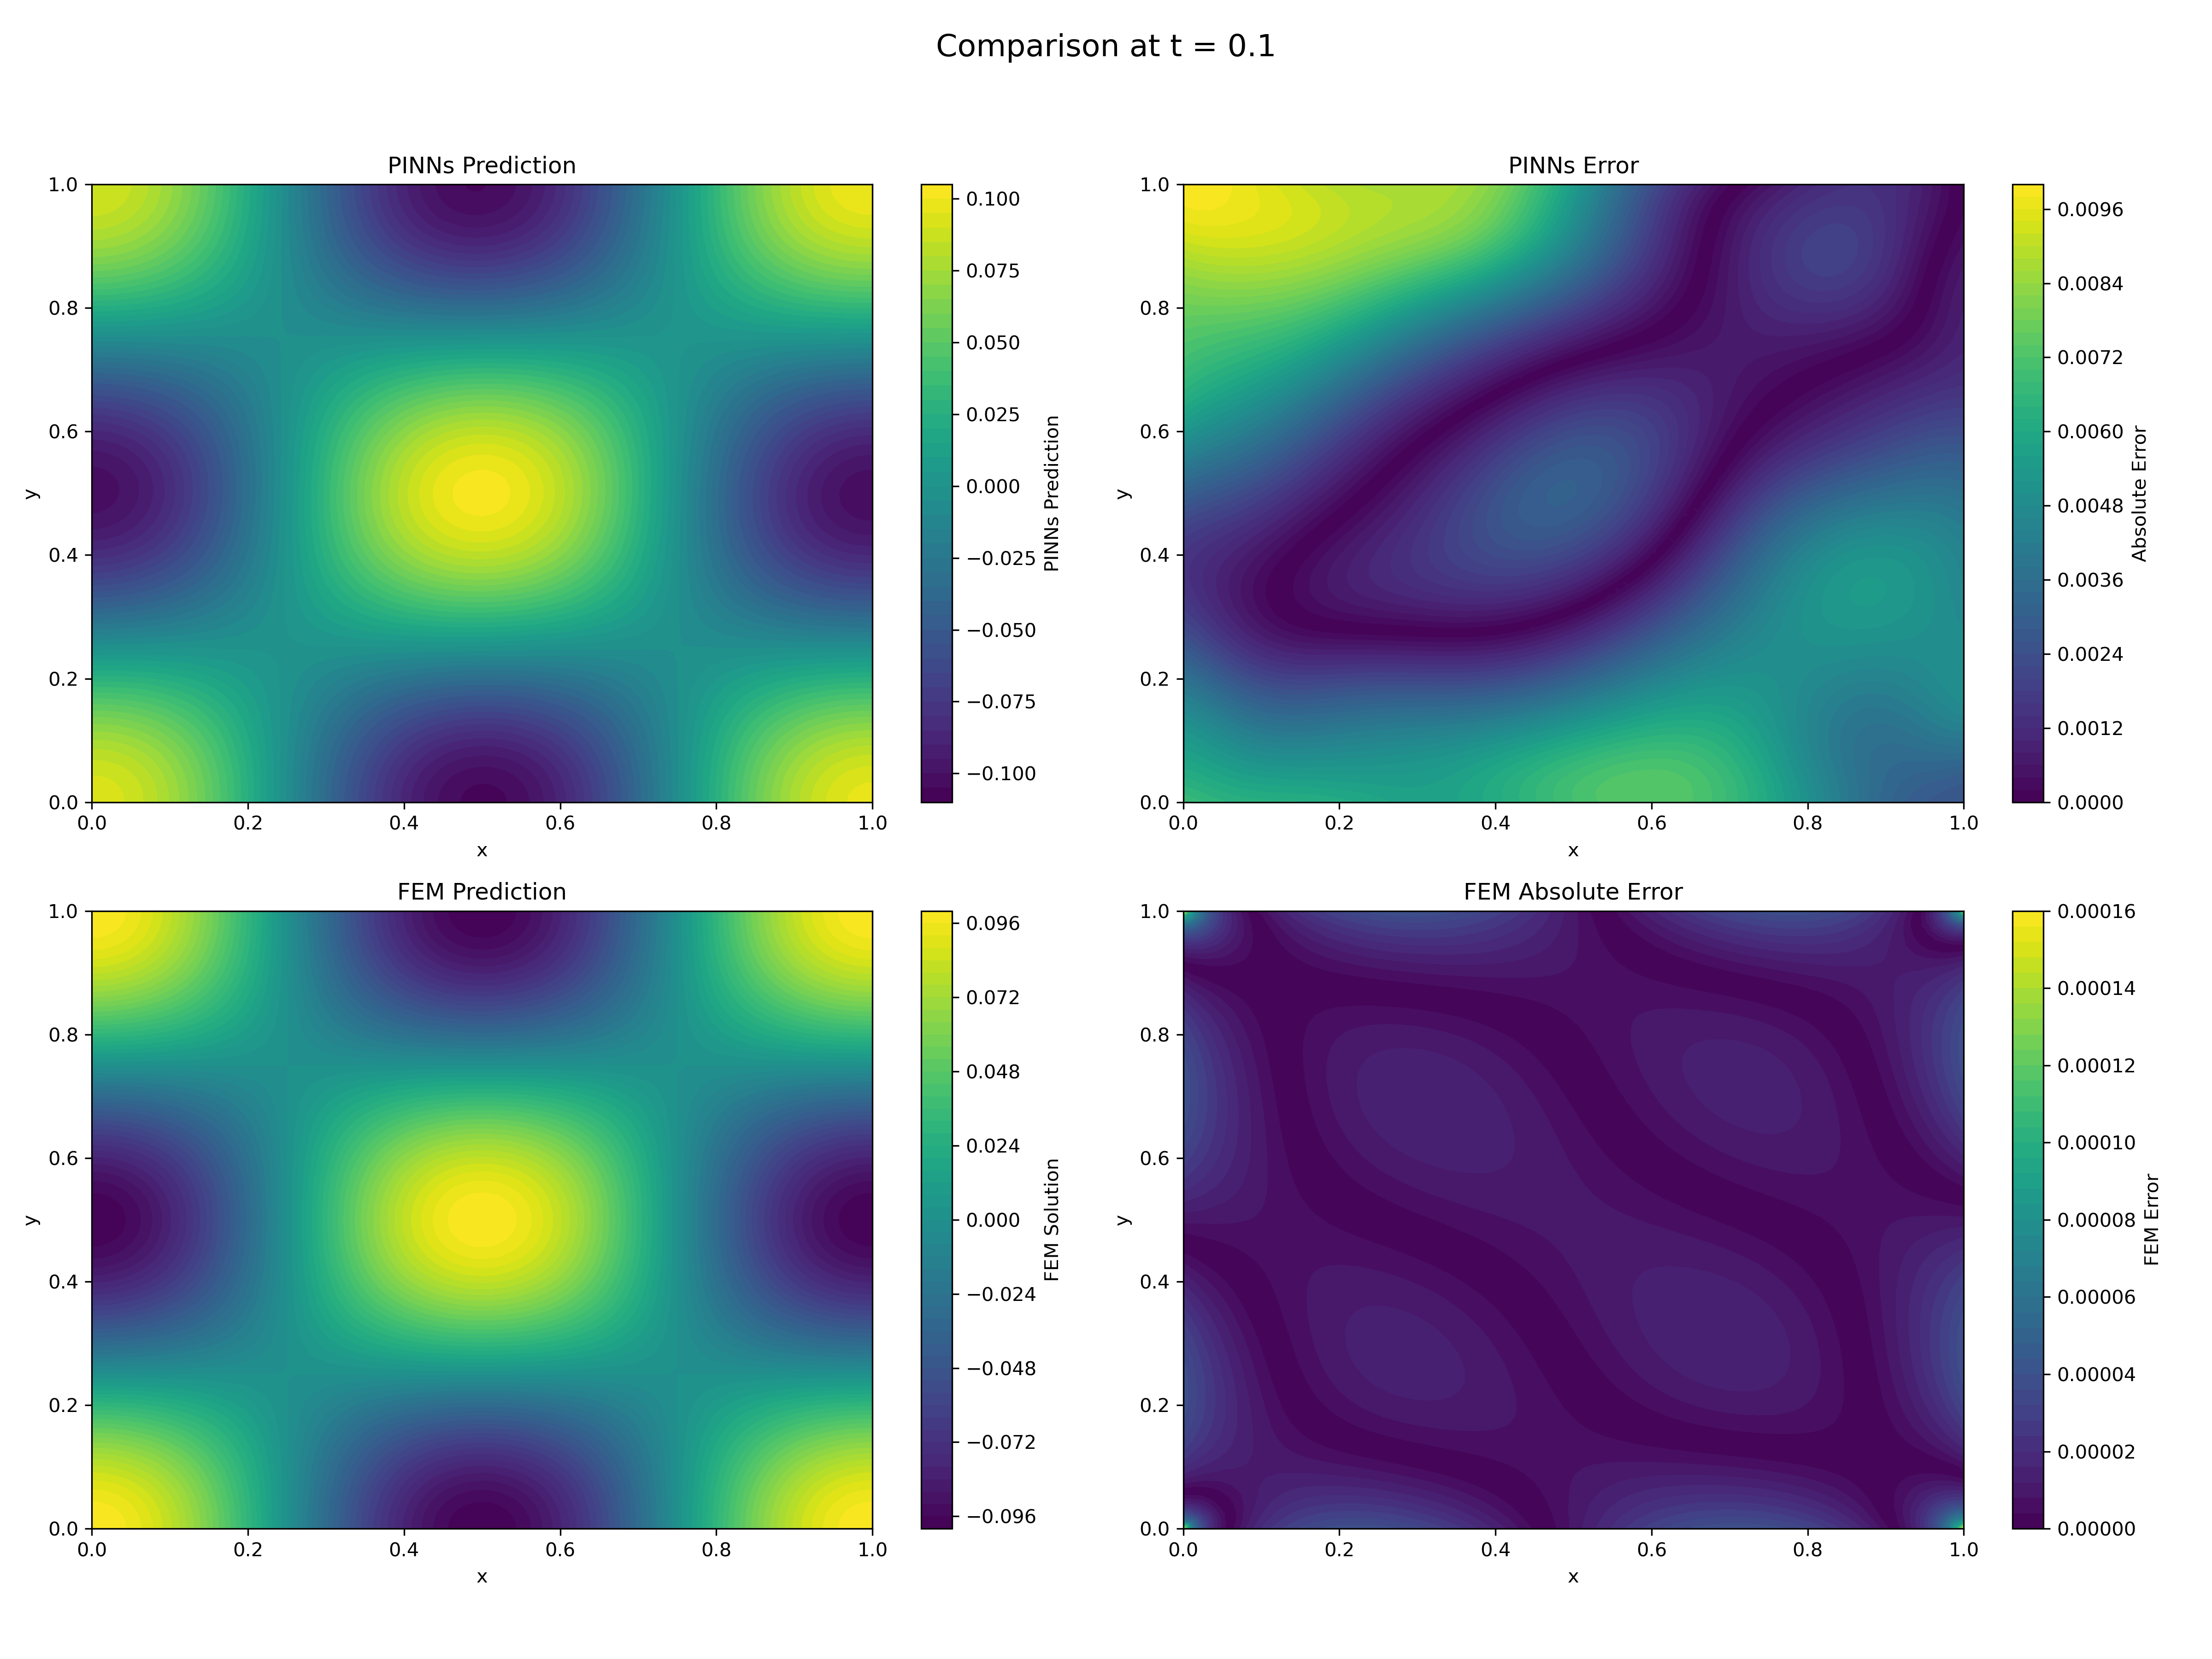 Comparison at t = 0.1
PINNs Prediction
1.0
0.8
0.6
0.4
0.2
0.0
y
0.0 0.2 0.4 0.6 0.8 1.0
x
0.100
0.075
0.050
0.025
0.000
−0.025
−0.050
−0.075
−0.100
PINNs Prediction
PINNs Error
1.0
0.8
0.6
0.4
0.2
0.0
y
0.0 0.2 0.4 0.6 0.8 1.0
x
0.0096
0.0084
0.0072
0.0060
0.0048
0.0036
0.0024
0.0012
0.0000
Absolute Error
FEM Prediction
1.0
0.8
0.6
0.4
0.2
0.0
y
0.0 0.2 0.4 0.6 0.8 1.0
x
0.096
0.072
0.048
0.024
0.000
−0.024
−0.048
−0.072
−0.096
FEM Solution
FEM Absolute Error
1.0
0.8
0.6
0.4
0.2
0.0
y
0.0 0.2 0.4 0.6 0.8 1.0
x
0.00016
0.00014
0.00012
0.00010
0.00008
0.00006
0.00004
0.00002
0.00000
FEM Error